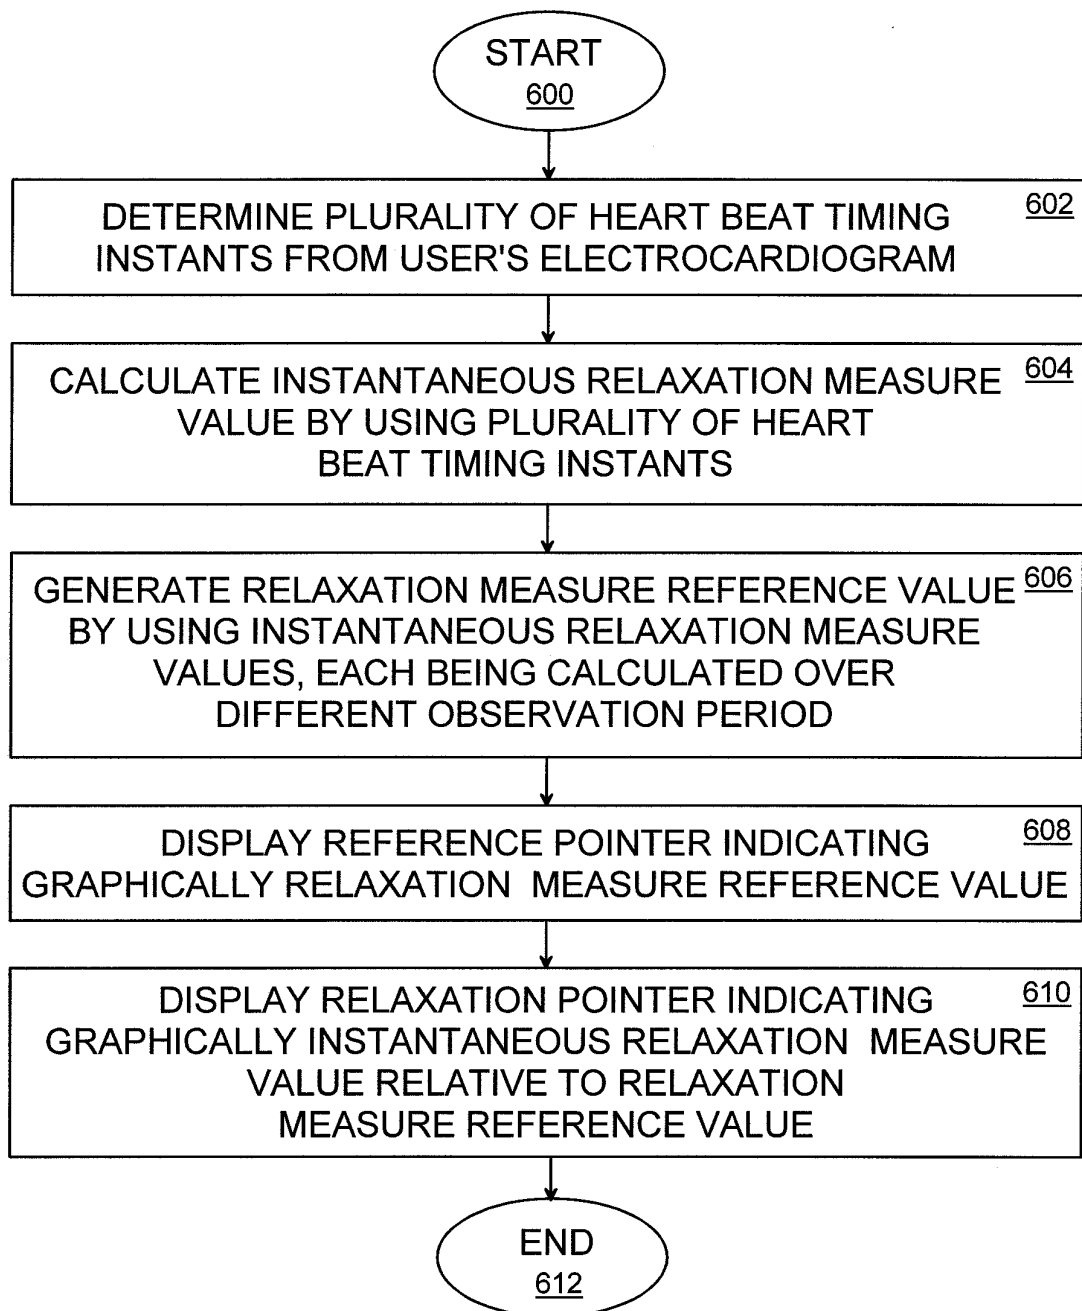 START
600
DETERMINE PLURALITY OF HEART BEAT TIMING 602
INSTANTS FROM USER'S ELECTROCARDIOGRAM
CALCULATE INSTANTANEOUS RELAXATION MEASURE 604
VALUE BY USING PLURALITY OF HEART
BEAT TIMING INSTANTS
GENERATE RELAXATION MEASURE REFERENCE VALUE 606
BY USING INSTANTANEOUS RELAXATION MEASURE
VALUES, EACH BEING CALCULATED OVER
DIFFERENT OBSERVATION PERIOD
DISPLAY REFERENCE POINTER INDICATING 608
GRAPHICALLY RELAXATION MEASURE REFERENCE VALUE
DISPLAY RELAXATION POINTER INDICATING 610
GRAPHICALLY INSTANTANEOUS RELAXATION MEASURE
VALUE RELATIVE TO RELAXATION
MEASURE REFERENCE VALUE
END
612